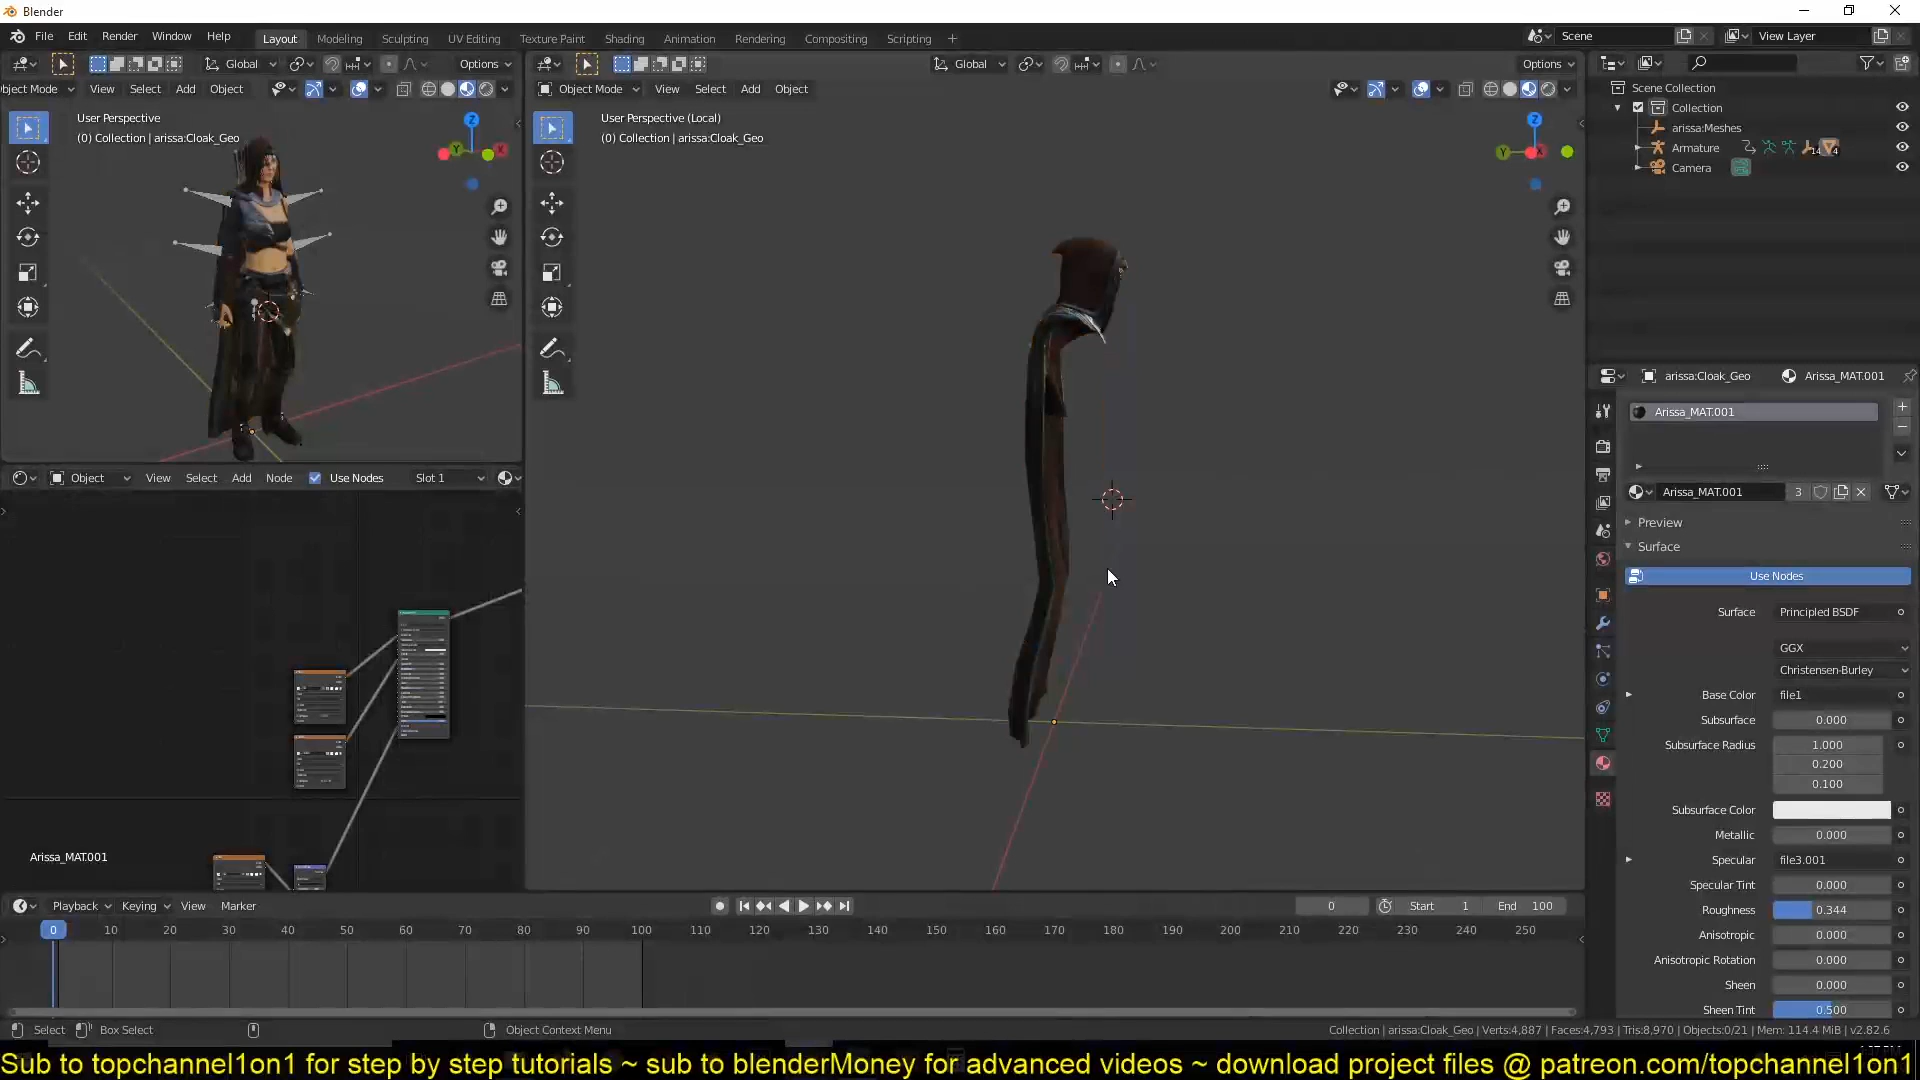 Blender
File Edit Render Window Help
Layout Modeling Sculpting UV Editing Texture Paint Shading Animation Rendering Compositing Scripting
Scene
View Layer
Global Options
Global Options
bject Mode View Select Add Object
Object Mode View Select Add Object
User Perspective
(0) Collection | arissa:Cloak_Geo
User Perspective (Local)
(0) Collection | arissa:Cloak_Geo
Z
Y
X
Z
Y
X
Scene Collection
Collection
arissa:Meshes
Armature
14
4
Camera
arissa:Cloak_Geo Arissa_MAT.001
Arissa_MAT.001
Arissa_MAT.001 3
Preview
Surface
Use Nodes
Surface Principled BSDF
GGX
Christensen-Burley
Base Color file1
Subsurface 0.000
Subsurface Radius 1.000
0.200
0.100
Subsurface Color
Metallic 0.000
Specular file3.001
Specular Tint 0.000
Roughness 0.344
Anisotropic 0.000
Anisotropic Rotation 0.000
Sheen 0.000
Sheen Tint 0.500
Object View Select Add Node Use Nodes Slot 1
Arissa_MAT.001
Playback Keying View Marker
0 Start 1 End 100
0 10 20 30 40 50 60 70 80 90 100 110 120 130 140 150 160 170 180 190 200 210 220 230 240 250
Select Box Select Object Context Menu
Collection | arissa:Cloak_Geo | Verts:4,887 | Faces:4,793 | Tris:8,970 | Objects:0/21 | Mem: 114.4 MiB | v2.82.6
Sub to topchannel1on1 for step by step tutorials ~ sub to blenderMoney for advanced videos ~ download project files @ patreon.com/topchannel1on1